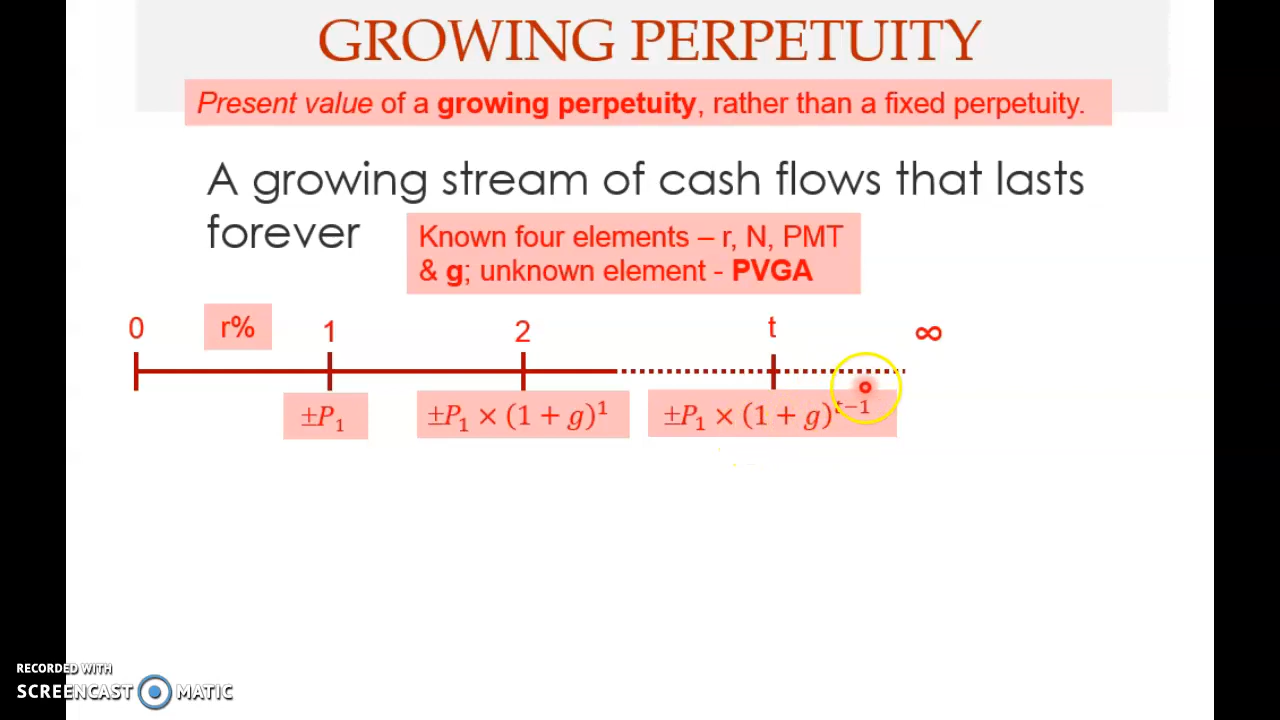 GROWING PERPETUITY
Present value of a growing perpetuity, rather than a fixed perpetuity.
A growing stream of cash flows that lasts
forever
Known four elements – r, N, PMT
& g; unknown element - PVGA
0 r% 1 2 t ∞
±P₁ ±P₁ × (1 + g)¹ ±P₁ × (1 + g)ᵗ⁻¹
RECORDED WITH
SCREENCAST MATIC